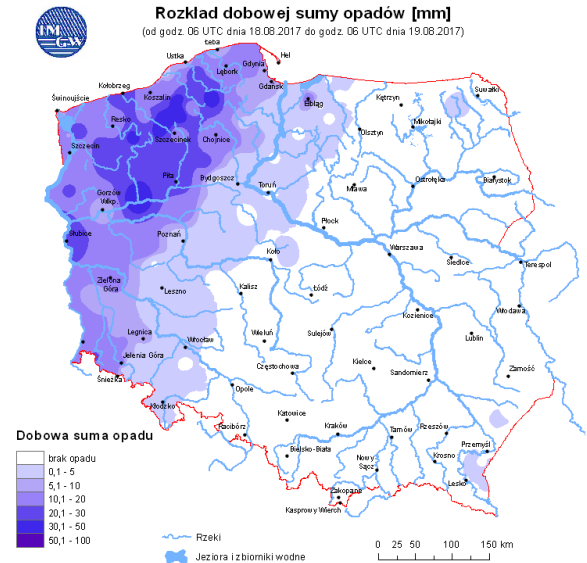 Rozkład dobowej sumy opadów [mm]
(od godz. 06 UTC dnia 18.08.2017 do godz. 06 UTC dnia 19.08.2017)
IM
GW
Łeba
Ustka
Hel
Gdynia
Lębork
Gdańsk
Kołobrzeg
Koszalin
Świnoujście
Elbląg
Kętrzyn
Suwałki
Resko
Mikołajki
Olsztyn
Szczecinek
Chojnice
Szczecin
Piła
Bydgoszcz
Toruń
Mława
Ostrołęka
Białystok
Gorzów
Wlkp.
Płock
Słubice
Poznań
Warszawa
Koło
Siedlce
Terespol
Zielona
Góra
Leszno
Kalisz
Łódź
Kozienice
Włodawa
Legnica
Wrocław
Wieluń
Sulejów
Lublin
Jelenia Góra
Śnieżka
Częstochowa
Kielce
Sandomierz
Zamość
Opole
Kłodzko
Racibórz
Katowice
Kraków
Tarnów
Rzeszów
Przemyśl
Bielsko-Biała
Nowy
Sącz
Krosno
Lesko
Zakopane
Kasprowy Wierch
Dobowa suma opadu
brak opadu
0,1 - 5
5,1 - 10
10,1 - 20
20,1 - 30
30,1 - 50
50,1 - 100
Rzeki
Jeziora i zbiorniki wodne
0 25 50 100 150 km